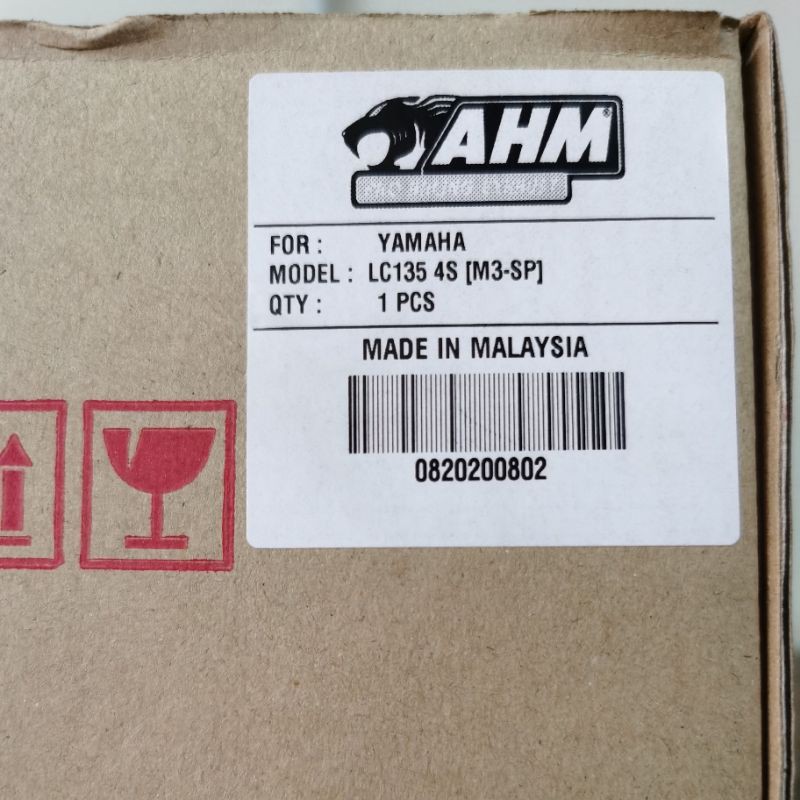 AHM®
FOR : YAMAHA
MODEL : LC135 4S [M3-SP]
QTY : 1 PCS
MADE IN MALAYSIA
0820200802